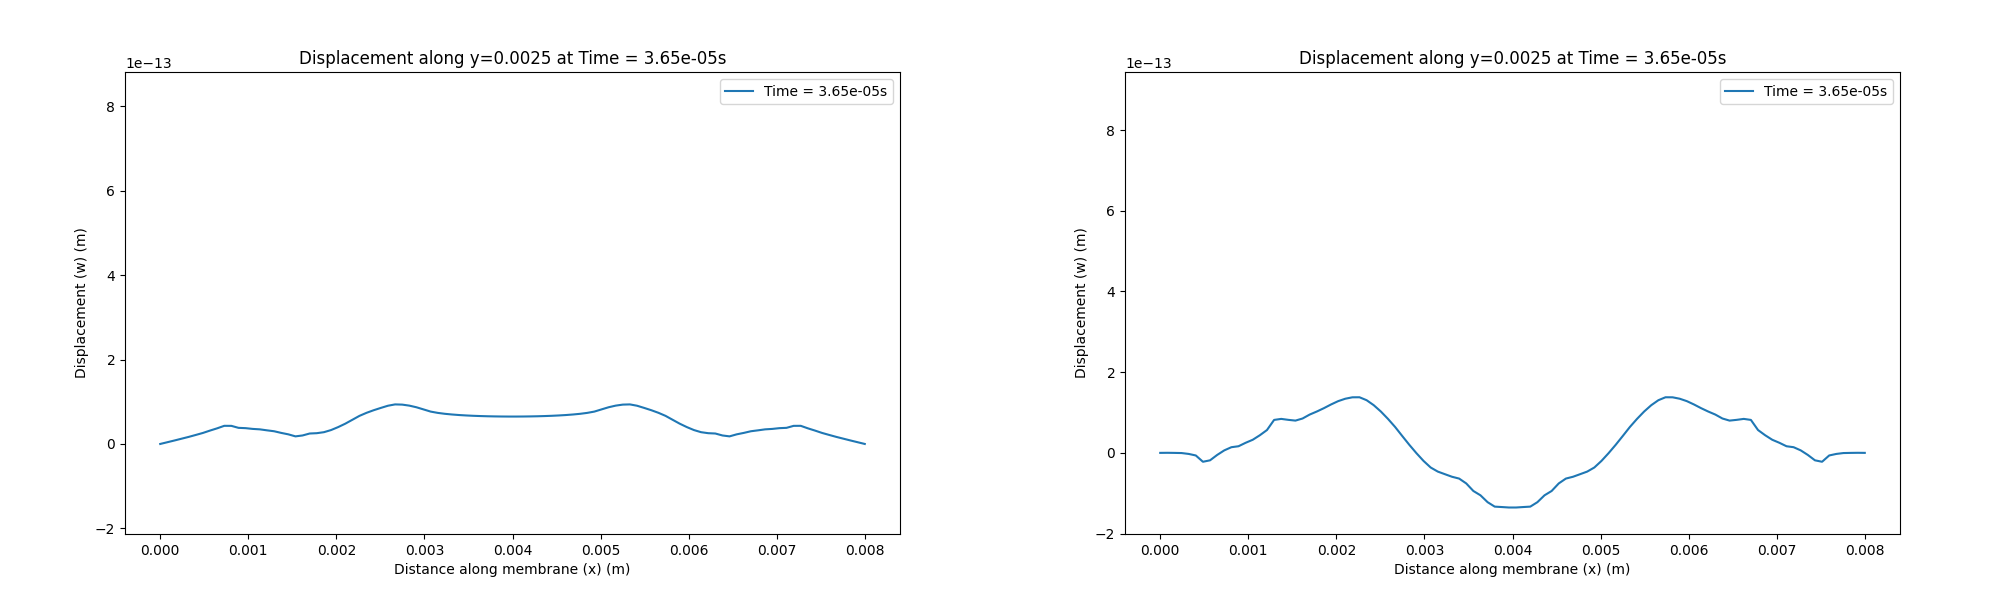 Displacement along y=0.0025 at Time = 3.65e-05s
1e−13
Time = 3.65e-05s
8
6
4
2
0
−2
Displacement (w) (m)
0.000 0.001 0.002 0.003 0.004 0.005 0.006 0.007 0.008
Distance along membrane (x) (m)
Displacement along y=0.0025 at Time = 3.65e-05s
1e−13
Time = 3.65e-05s
8
6
4
2
0
−2
Displacement (w) (m)
0.000 0.001 0.002 0.003 0.004 0.005 0.006 0.007 0.008
Distance along membrane (x) (m)